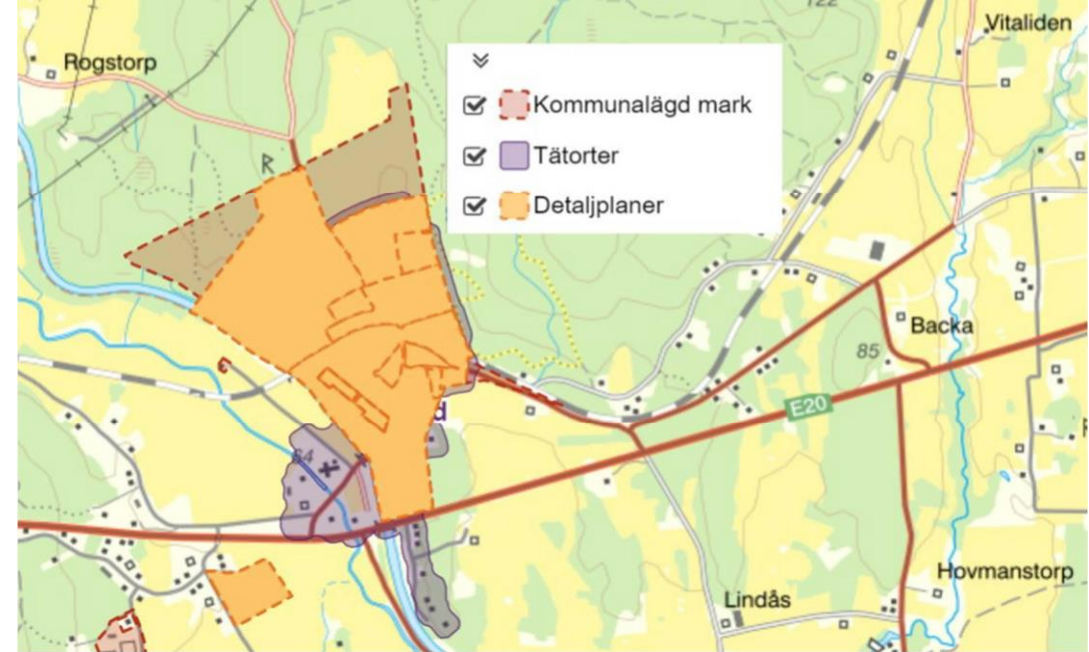 122
Vitaliden
Rogstorp
Kommunalägd mark
Tätorter
Detaljplaner
R
Backa
85
E20
d
64
Hovmanstorp
Lindås